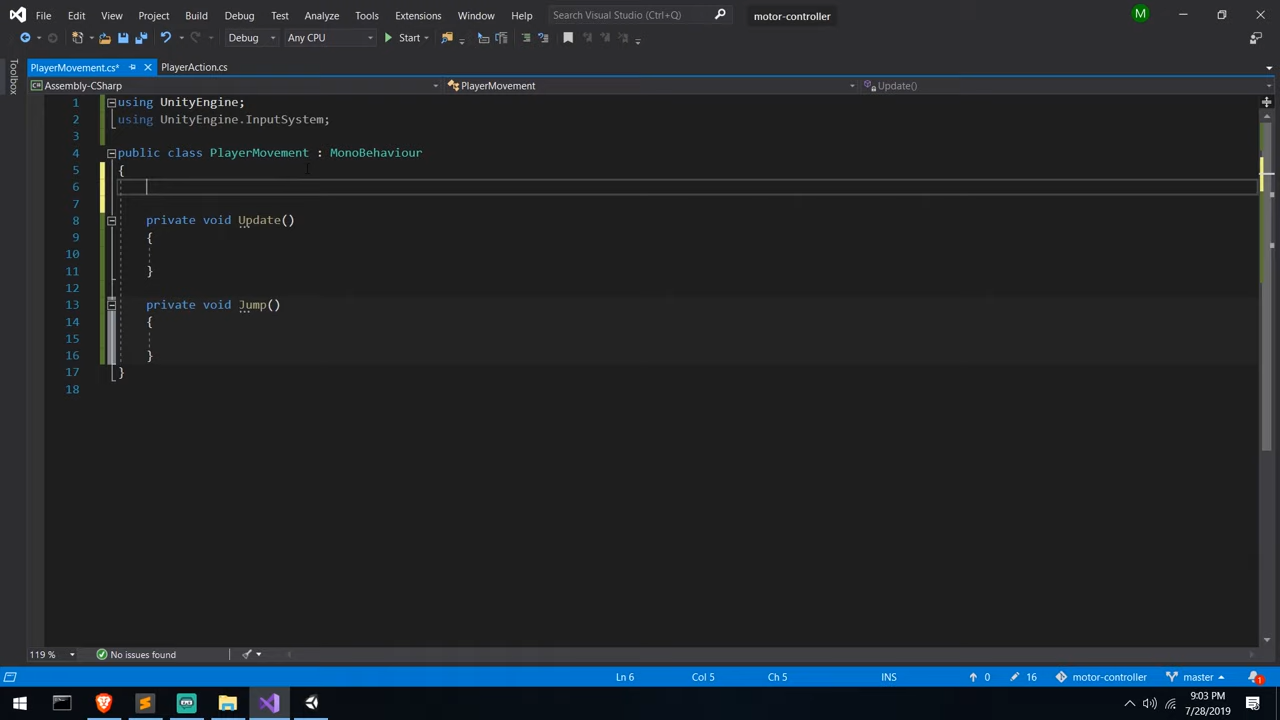 File Edit View Project Build Debug Test Analyze Tools Extensions Window Help Search Visual Studio (Ctrl+Q) motor-controller M
Debug Any CPU Start
Toolbox
PlayerMovement.cs* PlayerAction.cs
Assembly-CSharp PlayerMovement Update()
1 using UnityEngine;
2 using UnityEngine.InputSystem;
3
4 public class PlayerMovement : MonoBehaviour
5 {
6
7
8 private void Update()
9 {
10
11 }
12
13 private void Jump()
14 {
15
16 }
17 }
18
119 % No issues found
Ln 6 Col 5 Ch 5 INS 0 16 motor-controller master 1
9:03 PM
7/28/2019